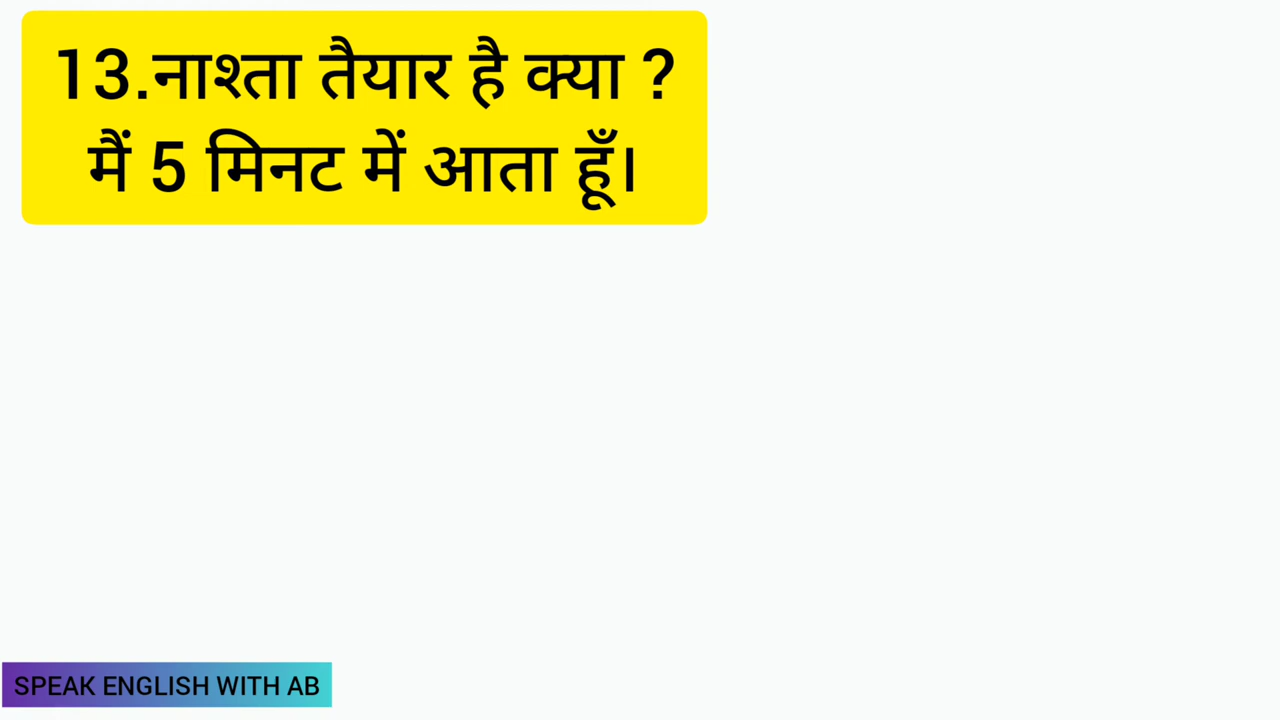 13.नाश्ता तैयार है क्या ?
मैं 5 मिनट में आता हूँ।
SPEAK ENGLISH WITH AB